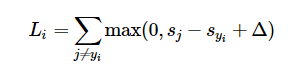 L_i = \sum_{j \neq y_i} \max(0, s_j - s_{y_i} + \Delta)